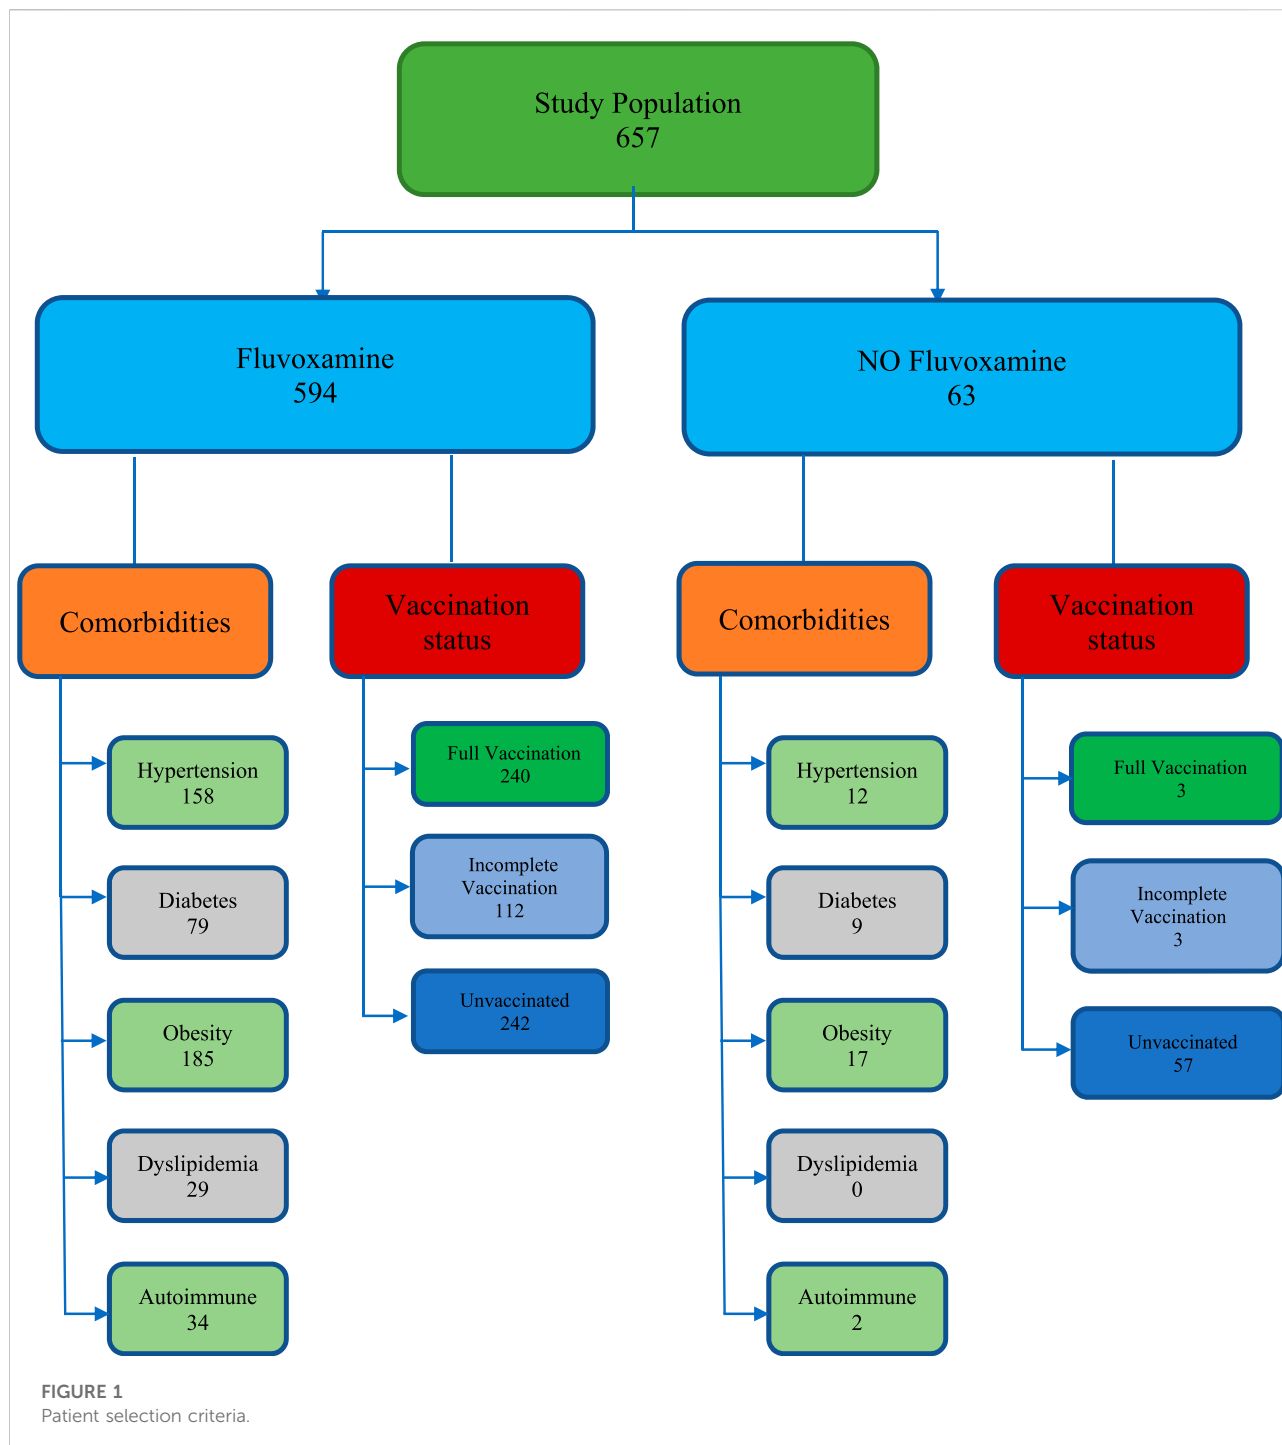 Study Population
657
Fluvoxamine
594
NO Fluvoxamine
63
Comorbidities
Vaccination
status
Comorbidities
Vaccination
status
Hypertension
158
Diabetes
79
Obesity
185
Dyslipidemia
29
Autoimmune
34
Full Vaccination
240
Incomplete
Vaccination
112
Unvaccinated
242
Hypertension
12
Diabetes
9
Obesity
17
Dyslipidemia
0
Autoimmune
2
Full Vaccination
3
Incomplete
Vaccination
3
Unvaccinated
57
FIGURE 1
Patient selection criteria.